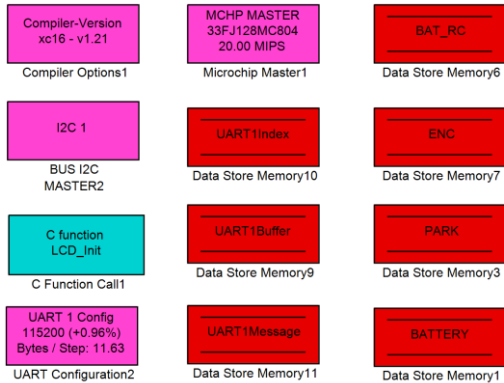 Compiler-Version
xc16 - v1.21
Compiler Options1
MCHP MASTER
33FJ128MC804
20.00 MIPS
Microchip Master1
BAT_RC
Data Store Memory6
I2C 1
BUS I2C
MASTER2
UART1Index
Data Store Memory10
ENC
Data Store Memory7
C function
LCD_Init
C Function Call1
UART1Buffer
Data Store Memory9
PARK
Data Store Memory3
UART 1 Config
115200 (+0.96%)
Bytes / Step: 11.63
UART Configuration2
UART1Message
Data Store Memory11
BATTERY
Data Store Memory1